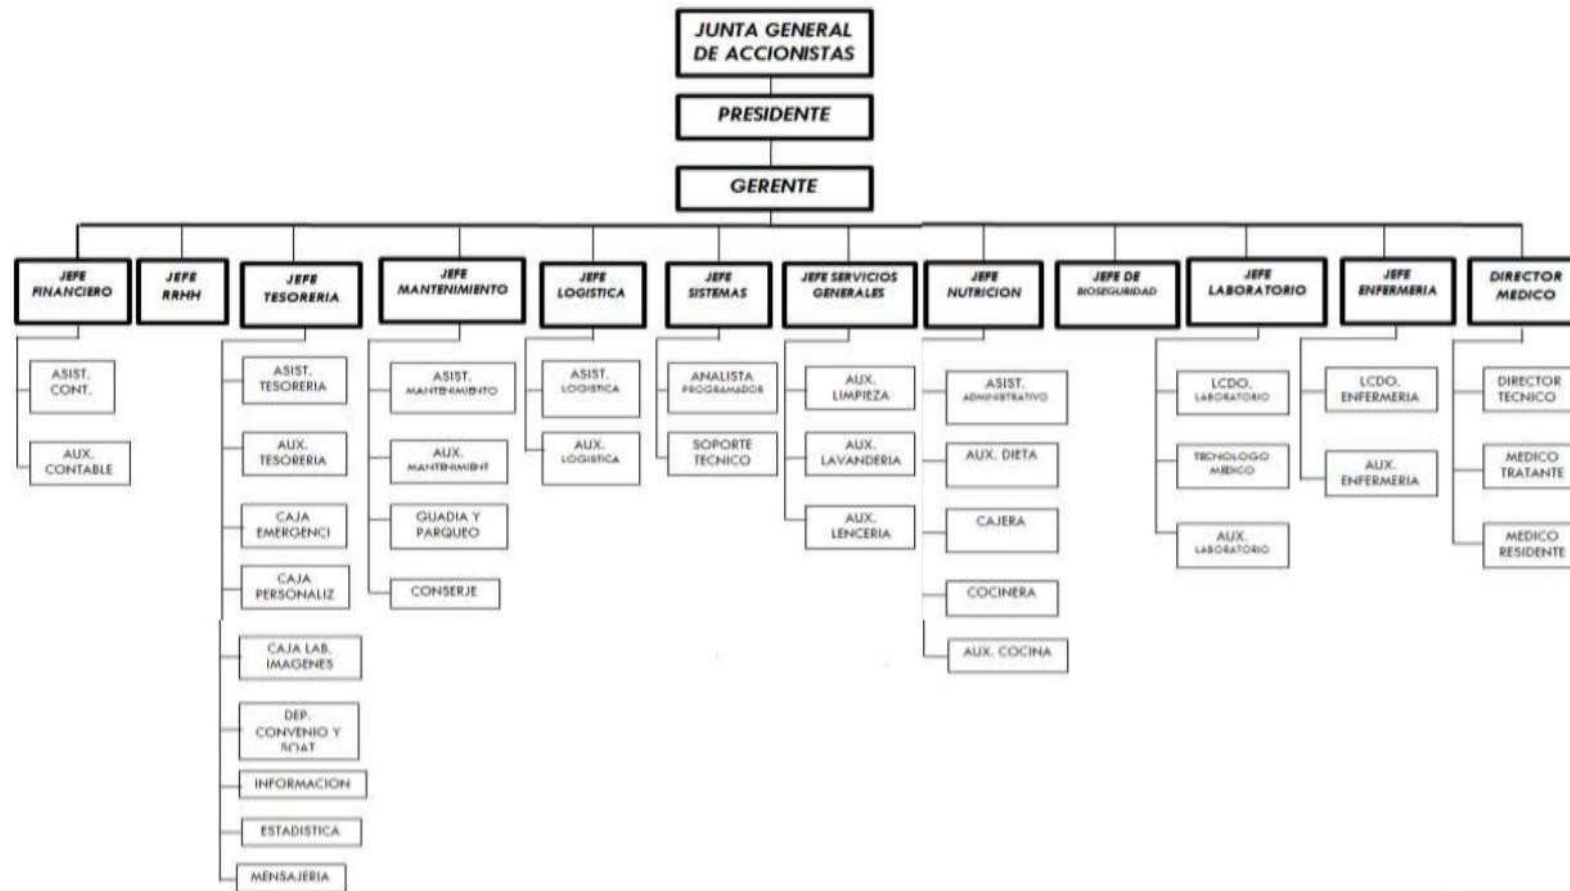 JUNTA GENERAL
DE ACCIONISTAS
PRESIDENTE
GERENTE
JEFE
FINANCIERO
JEFE
RRHH
JEFE
TESORERIA
JEFE
MANTENIMIENTO
JEFE
LOGISTICA
JEFE
SISTEMAS
JEFE SERVICIOS
GENERALES
JEFE
NUTRICION
JEFE DE
BIOSEGURIDAD
JEFE
LABORATORIO
JEFE
ENFERMERIA
DIRECTOR
MEDICO
ASIST.
CONT.
AUX.
CONTABLE
ASIST.
TESORERIA
AUX.
TESORERIA
CAJA
EMERGENCI
CAJA
PERSONALIZ
CAJA LAB.
IMAGENES
DEP.
CONVENIO Y
SOAT
INFORMACION
ESTADISTICA
MENSAJERIA
ASIST.
MANTENIMIENTO
AUX.
MANTENIMIENT
GUADIA Y
PARQUEO
CONSERJE
ASIST.
LOGISTICA
AUX.
LOGISTICA
ANALISTA
PROGRAMADOR
SOPORTE
TECNICO
AUX.
LIMPIEZA
AUX.
LAVANDERIA
AUX.
LENCERIA
ASIST.
ADMINISTRATIVO
AUX. DIETA
CAJERA
COCINERA
AUX. COCINA
LCDO.
LABORATORIO
TECNOLOGO
MEDICO
AUX.
LABORATORIO
LCDO.
ENFERMERIA
AUX.
ENFERMERIA
DIRECTOR
TECNICO
MEDICO
TRATANTE
MEDICO
RESIDENTE